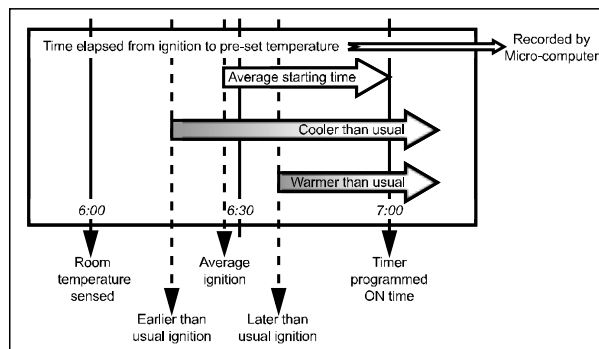 Time elapsed from ignition to pre-set temperature
Recorded by
Micro-computer
Average starting time
Cooler than usual
Warmer than usual
6:00
6:30
7:00
Room
temperature
sensed
Average
ignition
Timer
programmed
ON time
Earlier than
usual ignition
Later than
usual ignition